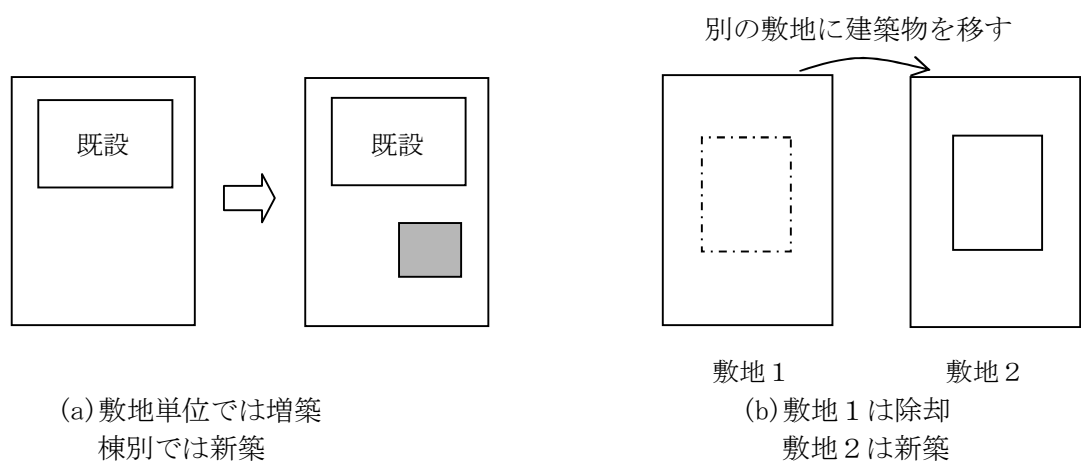 別の敷地に建築物を移す
既設
既設
敷地１
敷地２
(a)敷地単位では増築
棟別では新築
(b)敷地１は除却
敷地２は新築